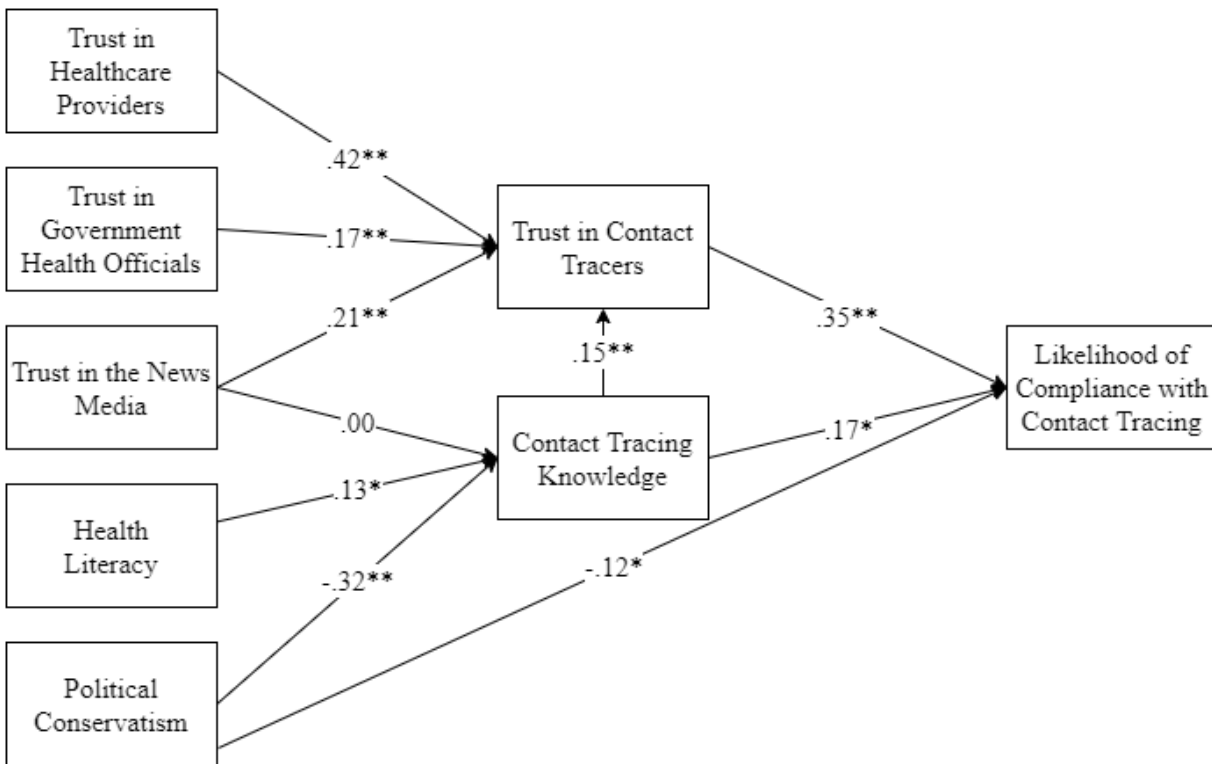 Trust in
Healthcare
Providers
.42**
Trust in
Government
Health Officials
.17**
Trust in Contact
Tracers
.21**
.35**
Trust in the News
Media
.15**
Likelihood of
Compliance with
Contact Tracing
.00
Contact Tracing
Knowledge
.17*
.13*
Health
Literacy
-.32**
-.12*
Political
Conservatism